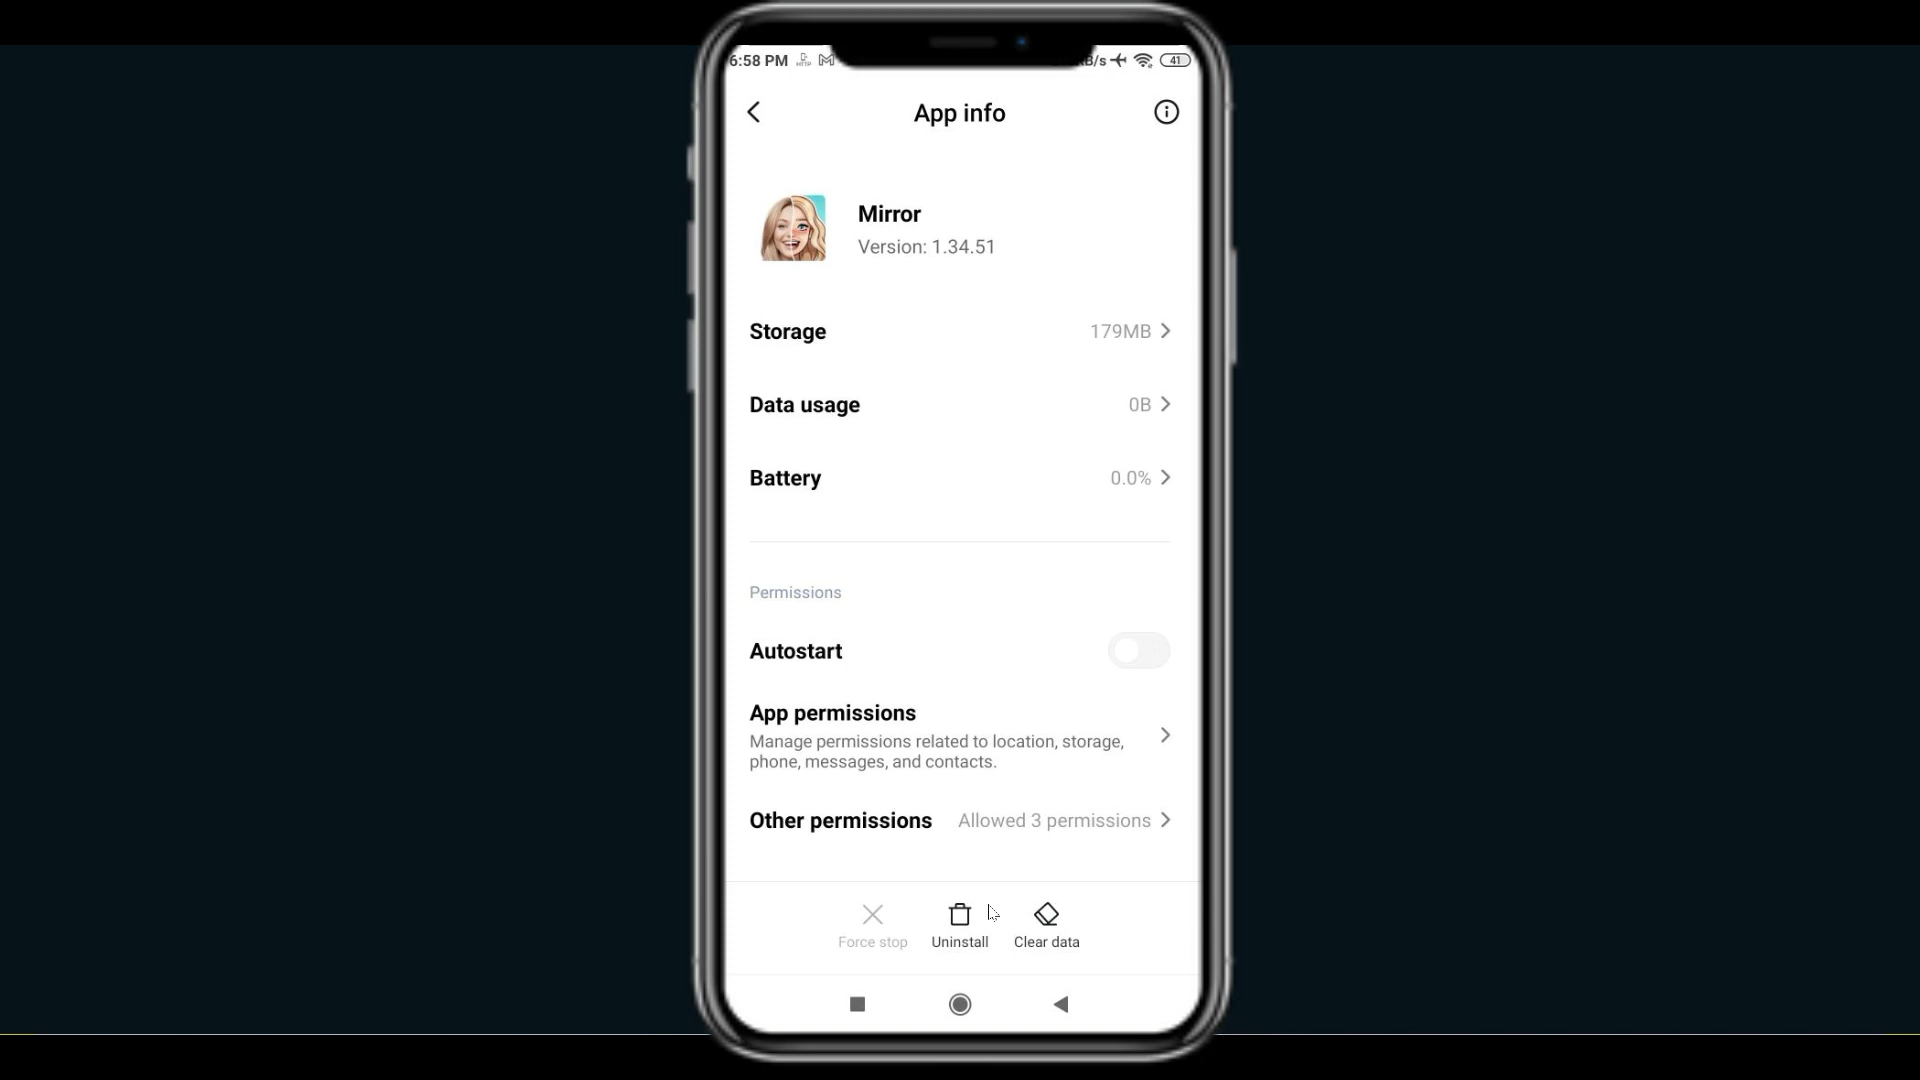 6:58 PM
B/s
41
App info
Mirror
Version: 1.34.51
Storage
179MB
Data usage
0B
Battery
0.0%
Permissions
Autostart
App permissions
Manage permissions related to location, storage,
phone, messages, and contacts.
Other permissions
Allowed 3 permissions
Force stop
Uninstall
Clear data